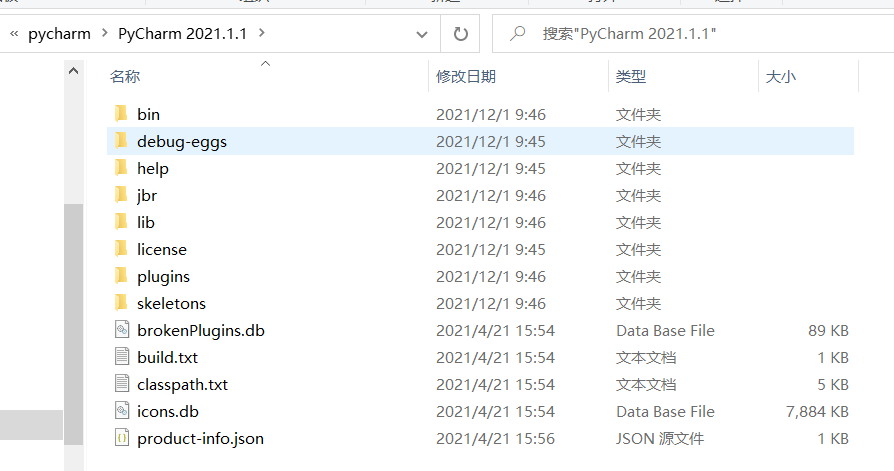 « pycharm > PyCharm 2021.1.1 >
搜索"PyCharm 2021.1.1"
名称 修改日期 类型 大小
bin 2021/12/1 9:46 文件夹
debug-eggs 2021/12/1 9:45 文件夹
help 2021/12/1 9:45 文件夹
jbr 2021/12/1 9:46 文件夹
lib 2021/12/1 9:46 文件夹
license 2021/12/1 9:45 文件夹
plugins 2021/12/1 9:46 文件夹
skeletons 2021/12/1 9:46 文件夹
brokenPlugins.db 2021/4/21 15:54 Data Base File 89 KB
build.txt 2021/4/21 15:54 文本文档 1 KB
classpath.txt 2021/4/21 15:54 文本文档 5 KB
icons.db 2021/4/21 15:54 Data Base File 7,884 KB
product-info.json 2021/4/21 15:56 JSON 源文件 1 KB